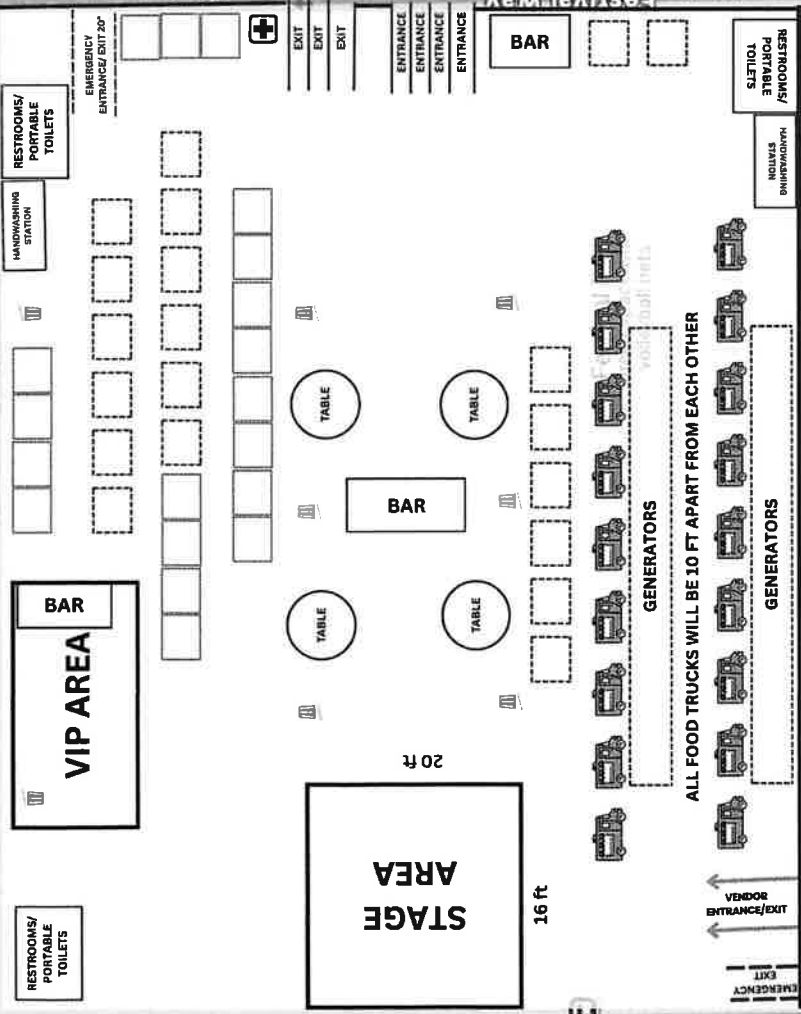 Festival Way
EMERGENCY
ENTRANCE/ EXIT 20"
EXIT
EXIT
EXIT
ENTRANCE
ENTRANCE
ENTRANCE
ENTRANCE
BAR
RESTROOMS/
PORTABLE
TOILETS
HANDWASHING
STATION
RESTROOMS/
PORTABLE
TOILETS
HANDWASHING
STATION
TABLE
TABLE
BAR
TABLE
TABLE
GENERATORS
ALL FOOD TRUCKS WILL BE 10 FT APART FROM EACH OTHER
GENERATORS
BAR
VIP AREA
20 ft
STAGE
AREA
16 ft
VENDOR
ENTRANCE/EXIT
EMERGENCY
EXIT
RESTROOMS/
PORTABLE
TOILETS